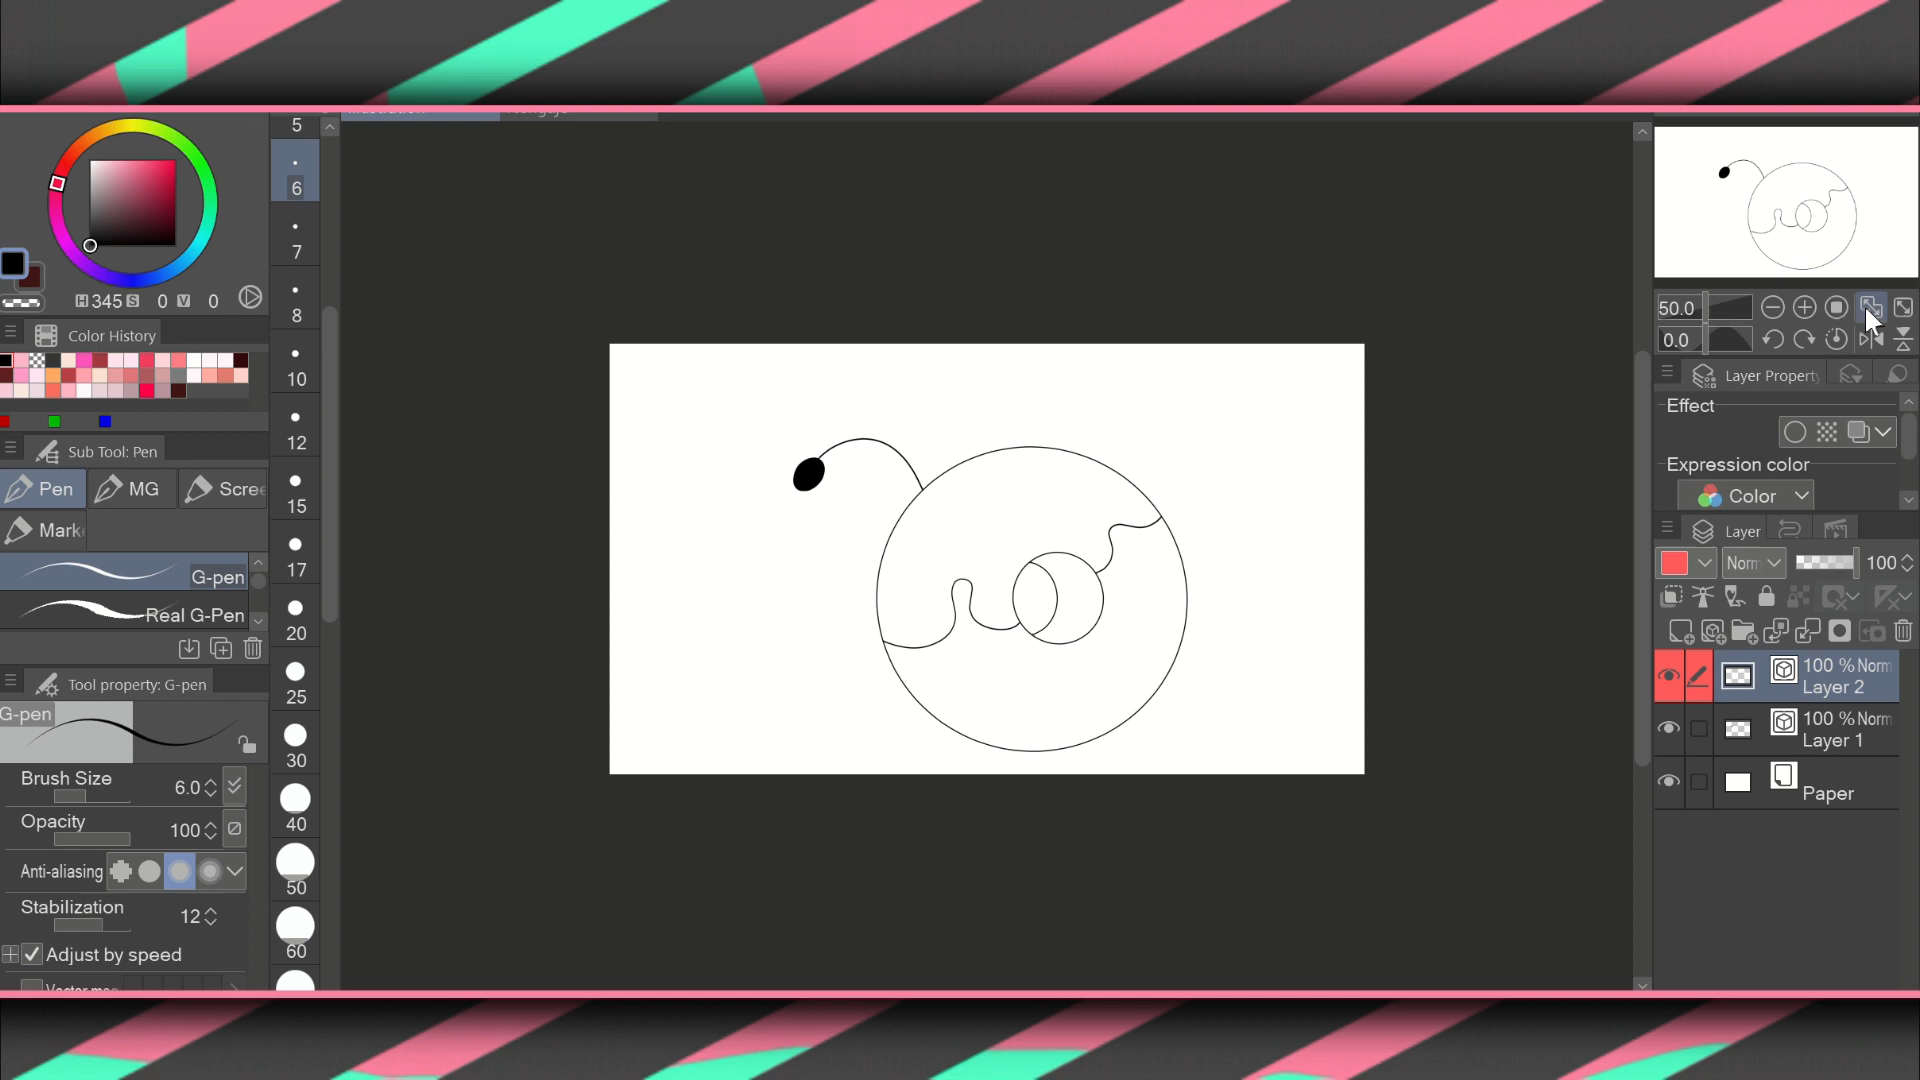 5
6
7
8
10
12
15
17
20
25
30
40
50
60
H 345 S 0 V 0
Color History
Sub Tool: Pen
Pen
MG
Scree
Mark
G-pen
Real G-Pen
Tool property: G-pen
G-pen
Brush Size
6.0
Opacity
100
Anti-aliasing
Stabilization
12
Adjust by speed
50.0
0.0
Layer Property
Effect
Expression color
Color
Layer
Norm
100
100 % Norm
Layer 2
100 % Norm
Layer 1
Paper